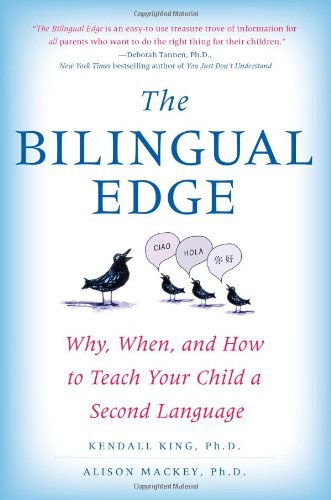 “The Bilingual Edge is an easy-to use treasure trove of information for
all parents who want to do the right thing for their children.”
—Deborah Tannen, Ph.D.,
New York Times bestselling author of You Just Don’t Understand
The
BILINGUAL
EDGE
CIAO
HOLA
你好
Why, When, and How
to Teach Your Child a
Second Language
KENDALL KING, Ph.D.
ALISON MACKEY, Ph.D.